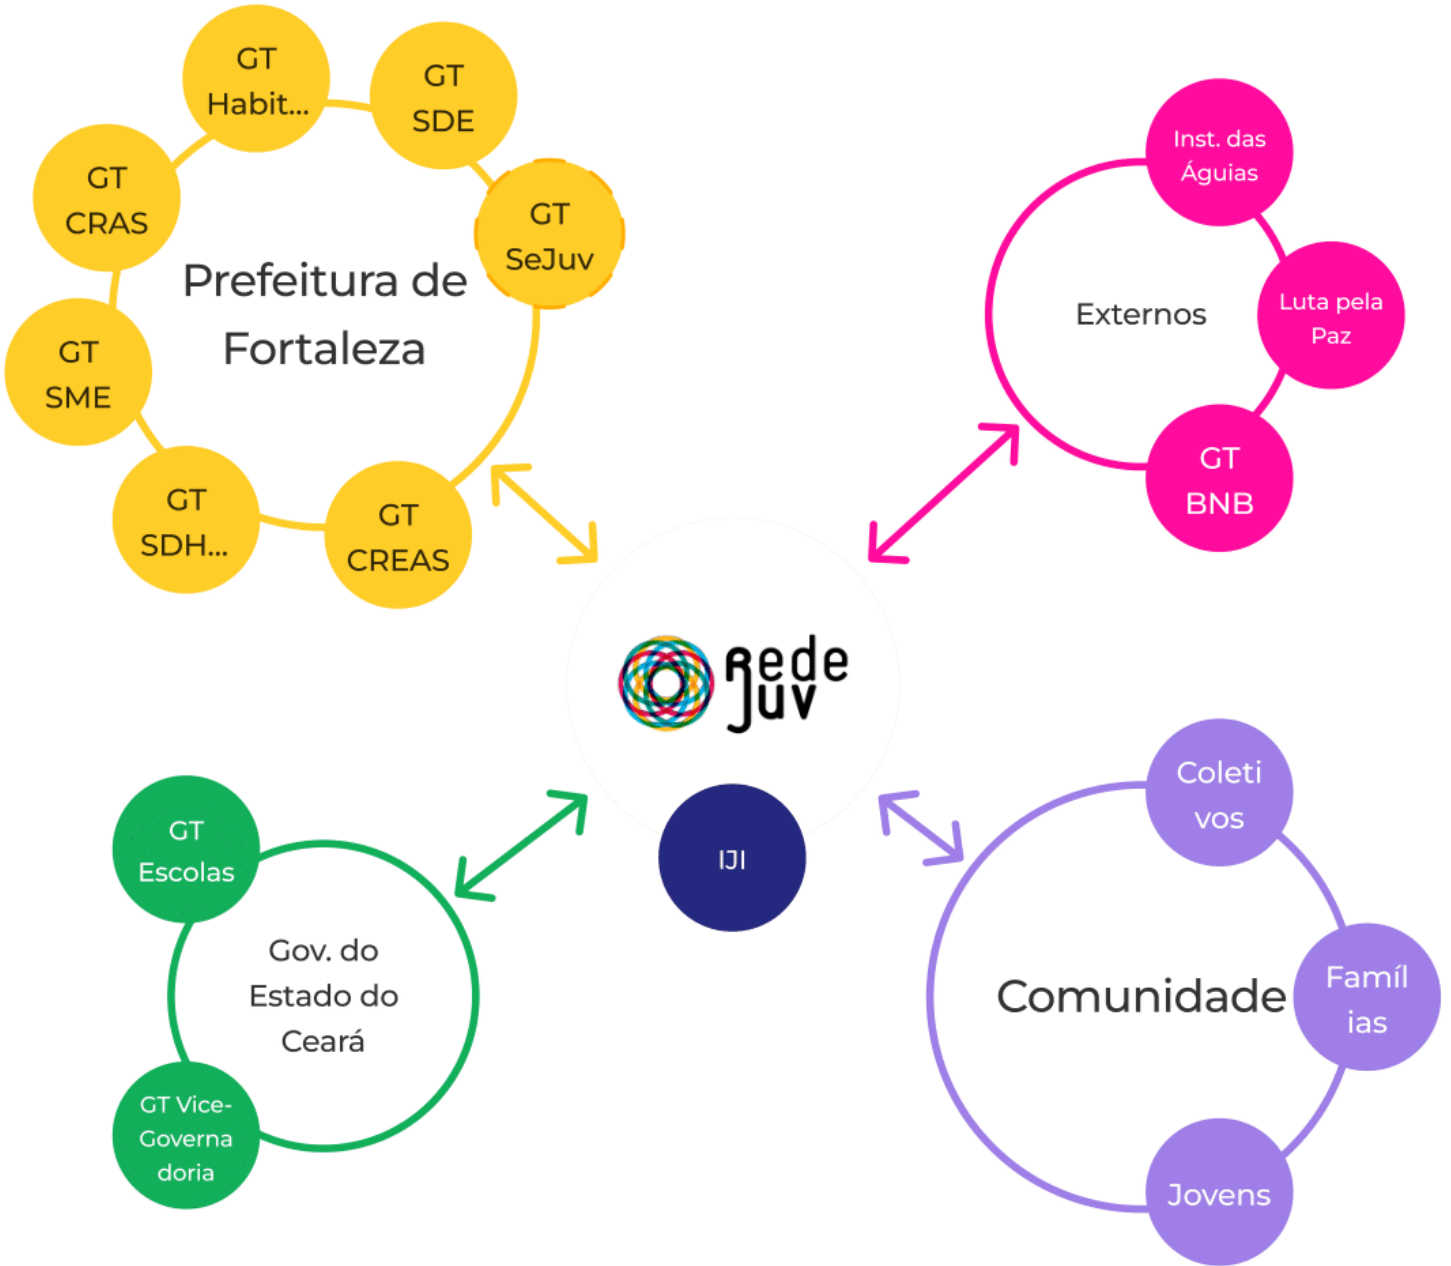 GT
Habit...
GT
SDE
GT
CRAS
GT
SeJuv
Prefeitura de
Fortaleza
GT
SME
GT
SDH...
GT
CREAS
Inst. das
Águias
Externos
Luta pela
Paz
GT
BNB
Rede
Juv
IJI
GT
Escolas
Gov. do
Estado do
Ceará
GT Vice-
Governa
doria
Coleti
vos
Comunidade
Famíl
ias
Jovens